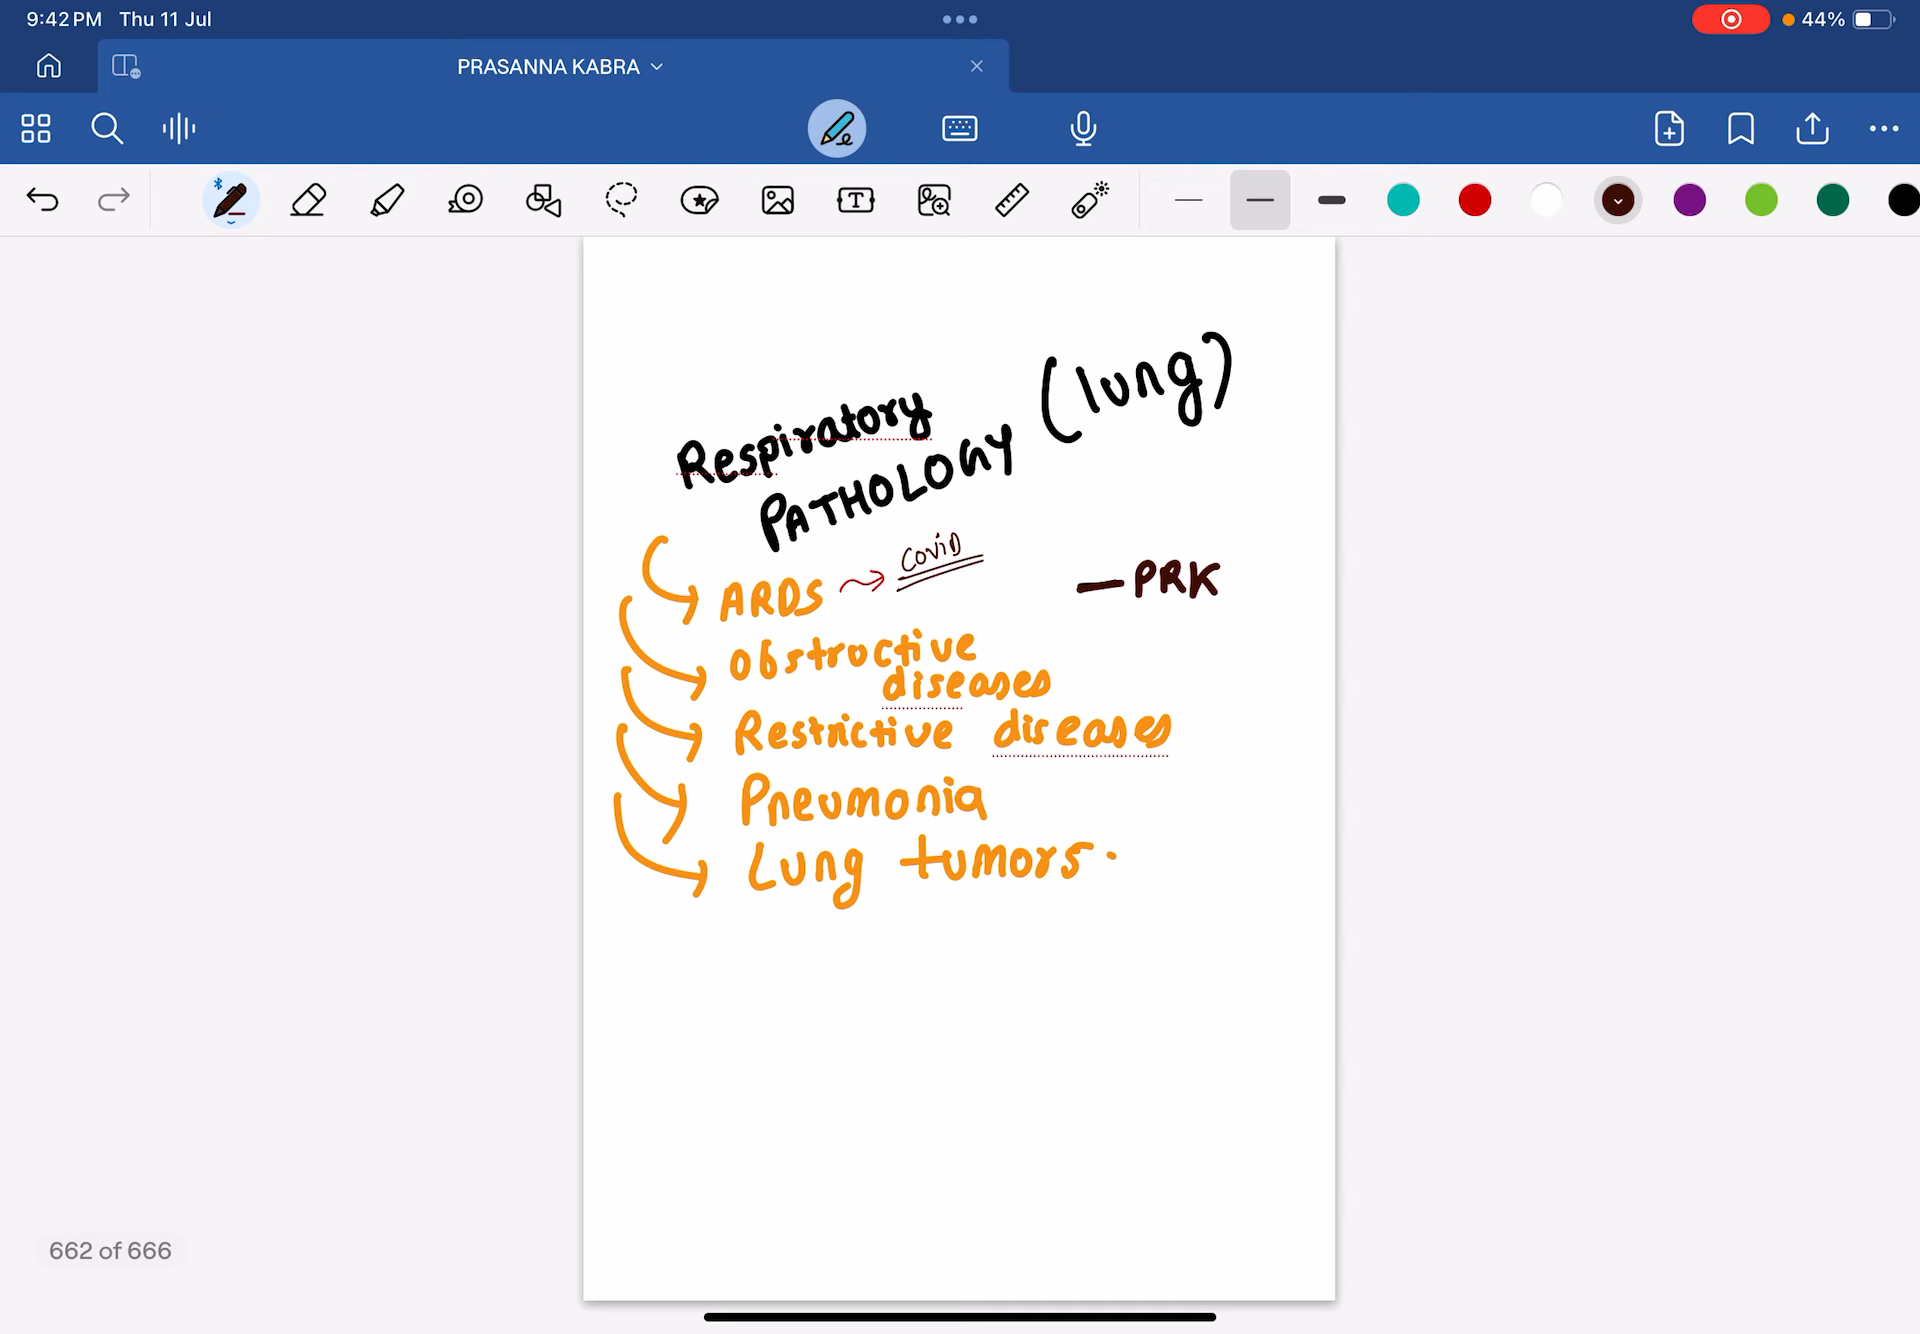 9:42 PM Thu 11 Jul
44%
PRASANNA KABRA
T
Respiratory
PATHOLOGY (lung)
ARDS
COVID
- PRK
Obstructive
diseases
Restrictive diseases
Pneumonia
Lung tumors.
662 of 666